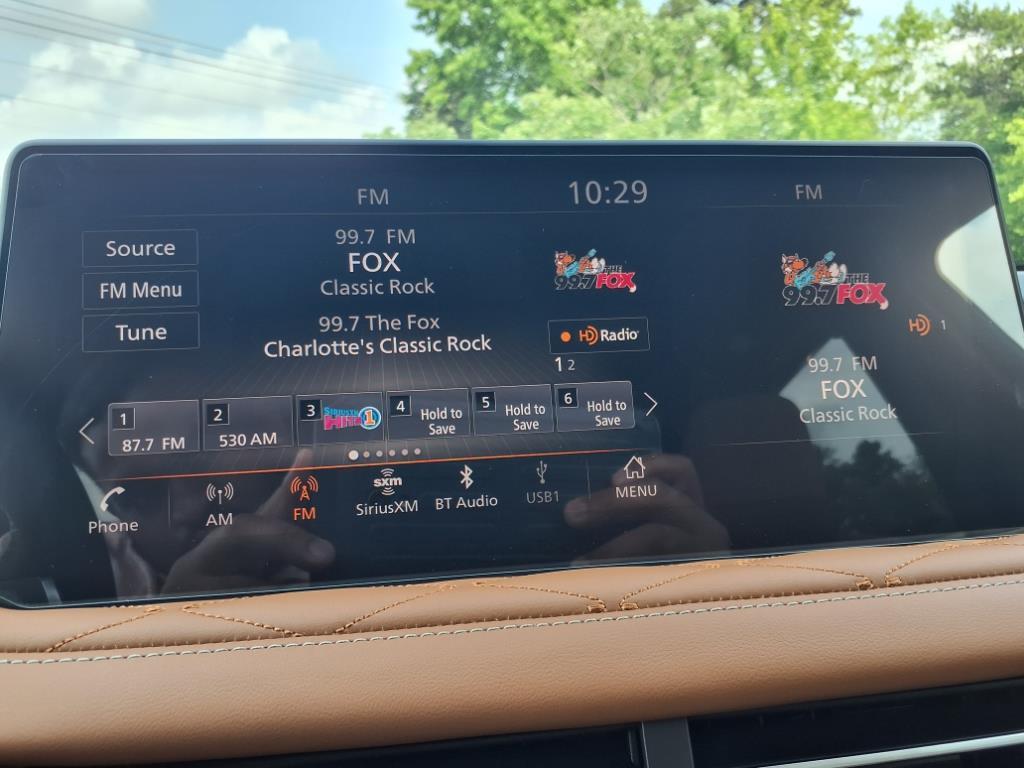 FM
10:29
FM
Source
FM Menu
Tune
99.7 FM
FOX
Classic Rock
99.7 The Fox
Charlotte's Classic Rock
THE
99.7 FOX
HD Radio
1 2
THE
99.7 FOX
HD 1
99.7 FM
FOX
Classic Rock
1
87.7 FM
2
530 AM
3
SiriusXM
HITS 1
4
Hold to
Save
5
Hold to
Save
6
Hold to
Save
Phone
AM
FM
sxm
SiriusXM
BT Audio
USB1
MENU